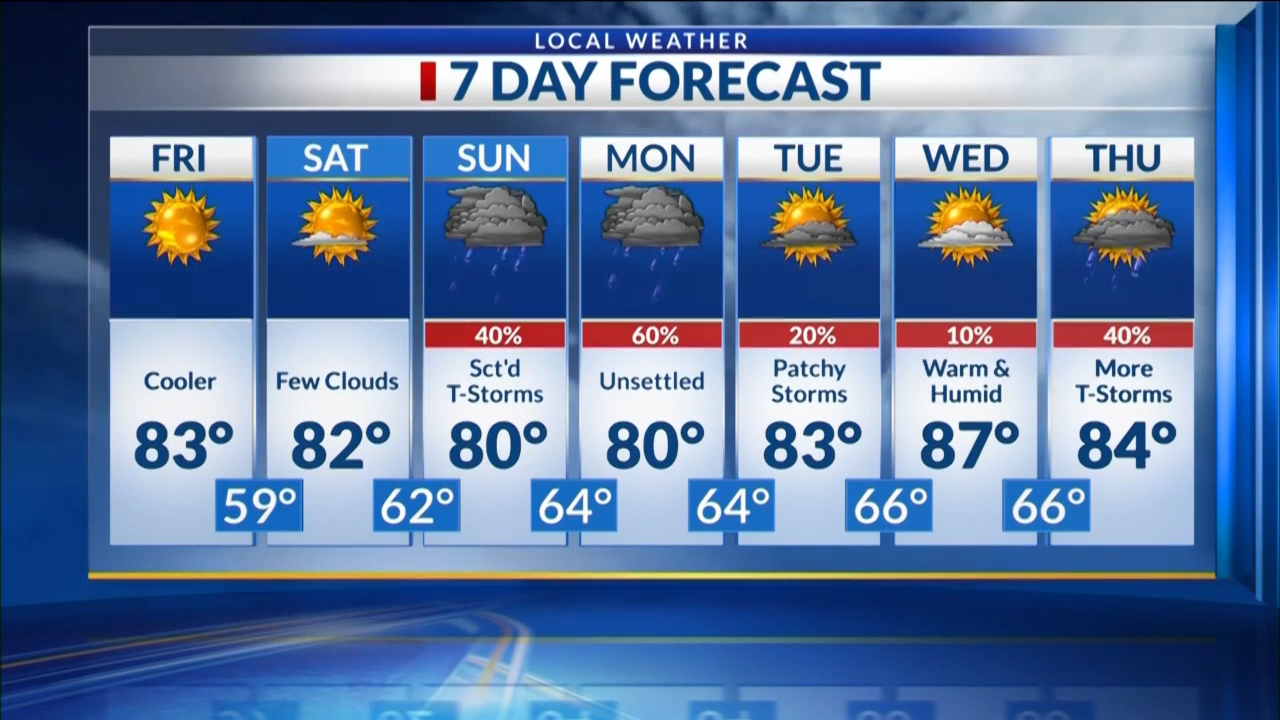 LOCAL WEATHER
7 DAY FORECAST
FRI SAT SUN MON TUE WED THU
40% 60% 20% 10% 40%
Cooler
Few Clouds
Sct'd
T-Storms
Unsettled
Patchy
Storms
Warm &
Humid
More
T-Storms
83° 82° 80° 80° 83° 87° 84°
59° 62° 64° 64° 66° 66°